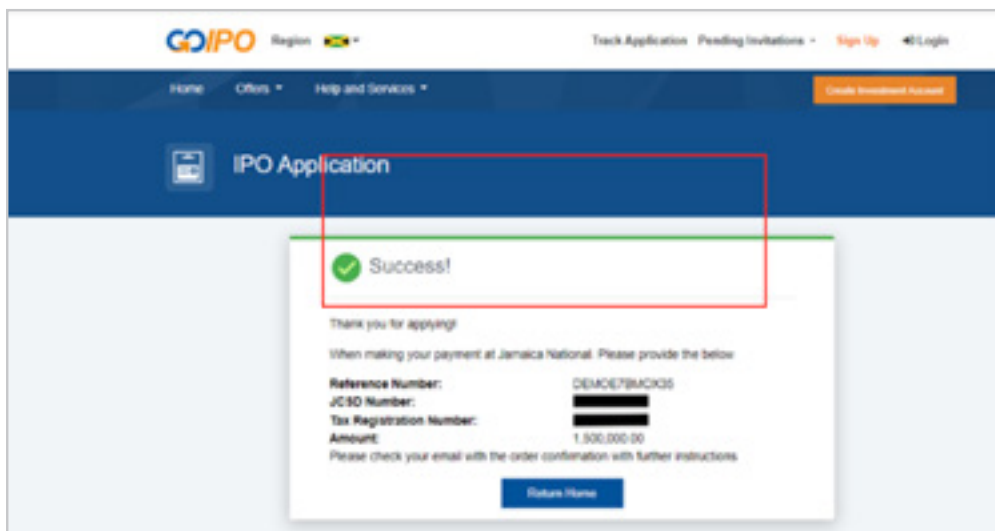 GOIPO Region Track Application Pending Invitations Sign Up Login
Home Offers Help and Services Create Investment Account
IPO Application
Success!
Thank you for applying!
When making your payment at Jamaica National. Please provide the below
Reference Number:
JCSD Number:
Tax Registration Number:
Amount: 1,500,000.00
Please check your email with the order confirmation with further instructions
Return Home